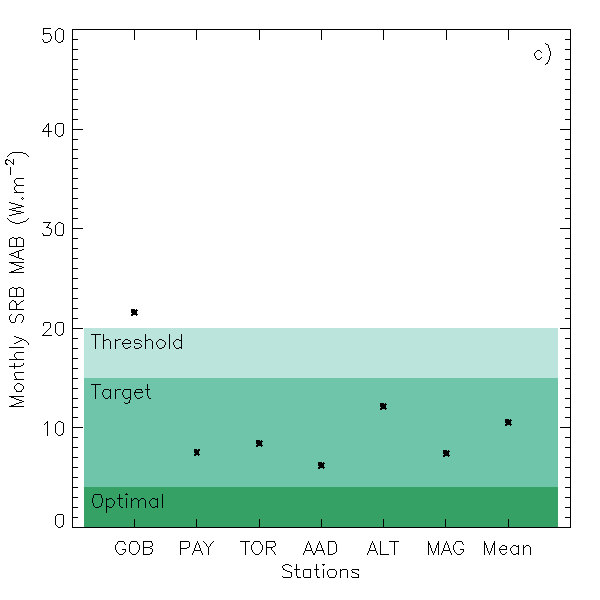 50
c)
40
30
20
10
0
Monthly SRB MAB (W.m⁻²)
Threshold
Target
Optimal
GOB PAY TOR AAD ALT MAG Mean
Stations